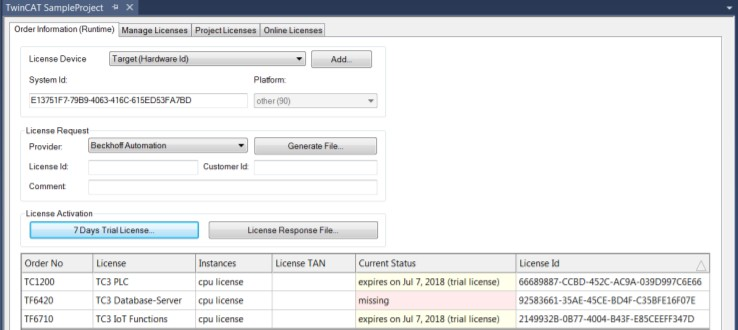 TwinCAT SampleProject
Order Information (Runtime) Manage Licenses Project Licenses Online Licenses
License Device Target (Hardware Id) Add...
System Id: Platform:
E13751F7-79B9-4063-416C-615ED53FA7BD other (90)
License Request
Provider: Beckhoff Automation Generate File...
License Id: Customer Id:
Comment:
License Activation
7 Days Trial License... License Response File...
Order No License Instances License TAN Current Status License Id
TC1200 TC3 PLC cpu license expires on Jul 7, 2018 (trial license) 66689887-CCBD-452C-AC9A-039D997C6E66
TF6420 TC3 Database-Server cpu license missing 92583661-35AE-45CE-BD4F-C35BFE16F07E
TF6710 TC3 IoT Functions cpu license expires on Jul 7, 2018 (trial license) 2149932B-0B77-4004-B43F-E85CEEFF347D